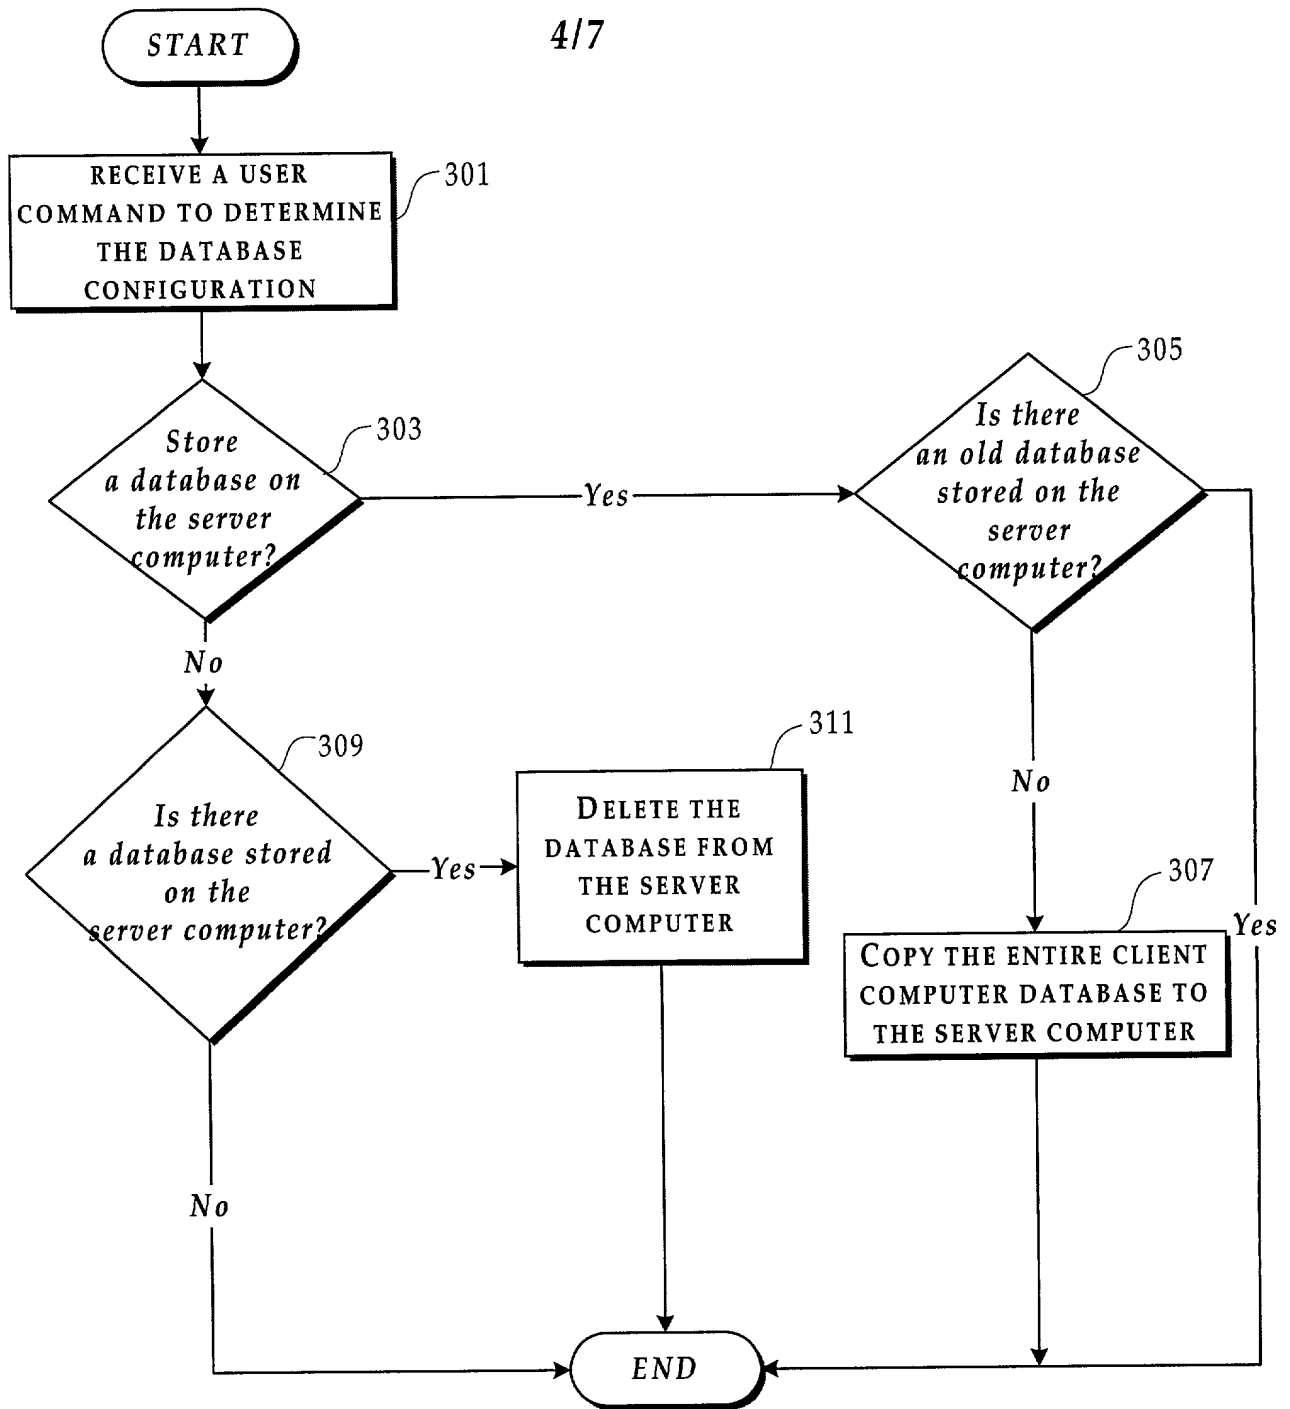 4/7
START
RECEIVE A USER
COMMAND TO DETERMINE
THE DATABASE
CONFIGURATION
301
Store
a database on
the server
computer?
303
Yes
Is there
an old database
stored on the
server
computer?
305
No
Is there
a database stored
on the
server computer?
309
Yes
DELETE THE
DATABASE FROM
THE SERVER
COMPUTER
311
No
COPY THE ENTIRE CLIENT
COMPUTER DATABASE TO
THE SERVER COMPUTER
307
Yes
No
END